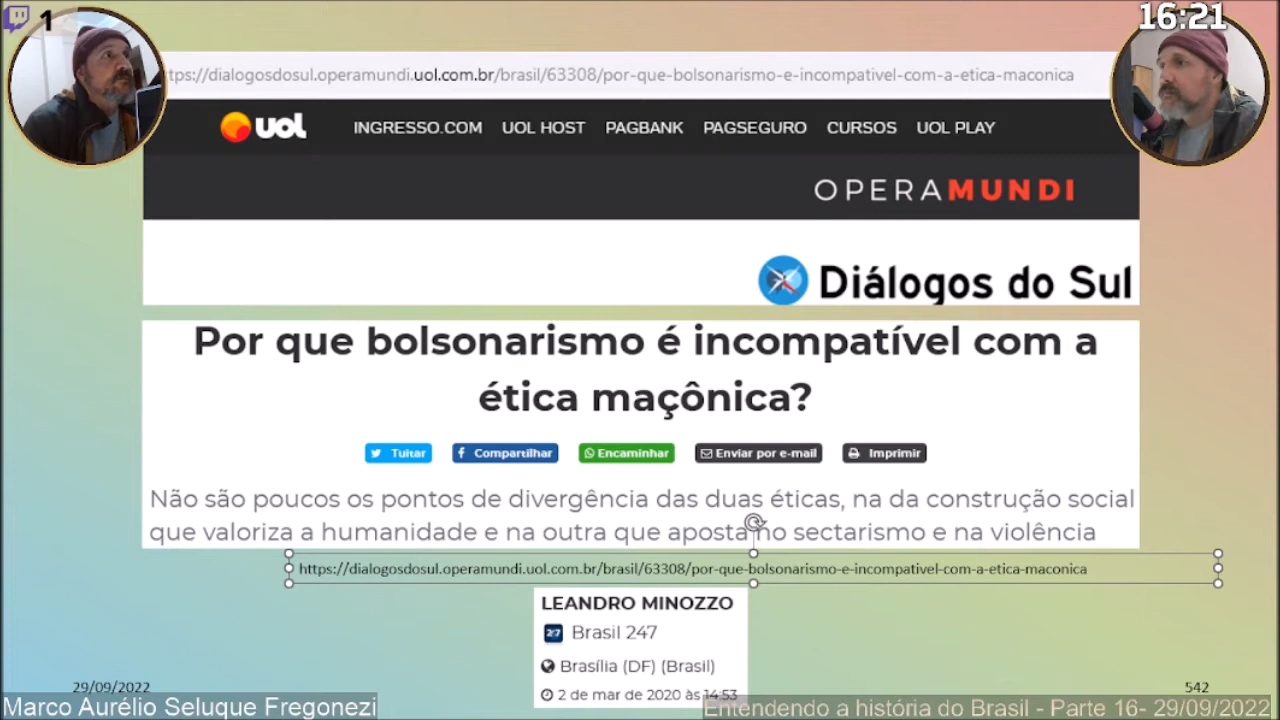 1
16:21
tps://dialogosdosul.operamundi.uol.com.br/brasil/63308/por-que-bolsonarismo-e-incompativel-com-a-etica-maconica
uol
INGRESSO.COM UOL HOST PAGBANK PAGSEGURO CURSOS UOL PLAY
OPERAMUNDI
Diálogos do Sul
Por que bolsonarismo é incompatível com a
ética maçônica?
Tuitar Compartilhar Encaminhar Enviar por e-mail Imprimir
Não são poucos os pontos de divergência das duas éticas, na da construção social
que valoriza a humanidade e na outra que aposta no sectarismo e na violência
https://dialogosdosul.operamundi.uol.com.br/brasil/63308/por-que-bolsonarismo-e-incompativel-com-a-etica-maconica
LEANDRO MINOZZO
247 Brasil 247
Brasília (DF) (Brasil)
2 de mar de 2020 às 14:53
29/09/2022
542
Marco Aurélio Seluque Fregonezi
Entendendo a história do Brasil - Parte 16- 29/09/2022